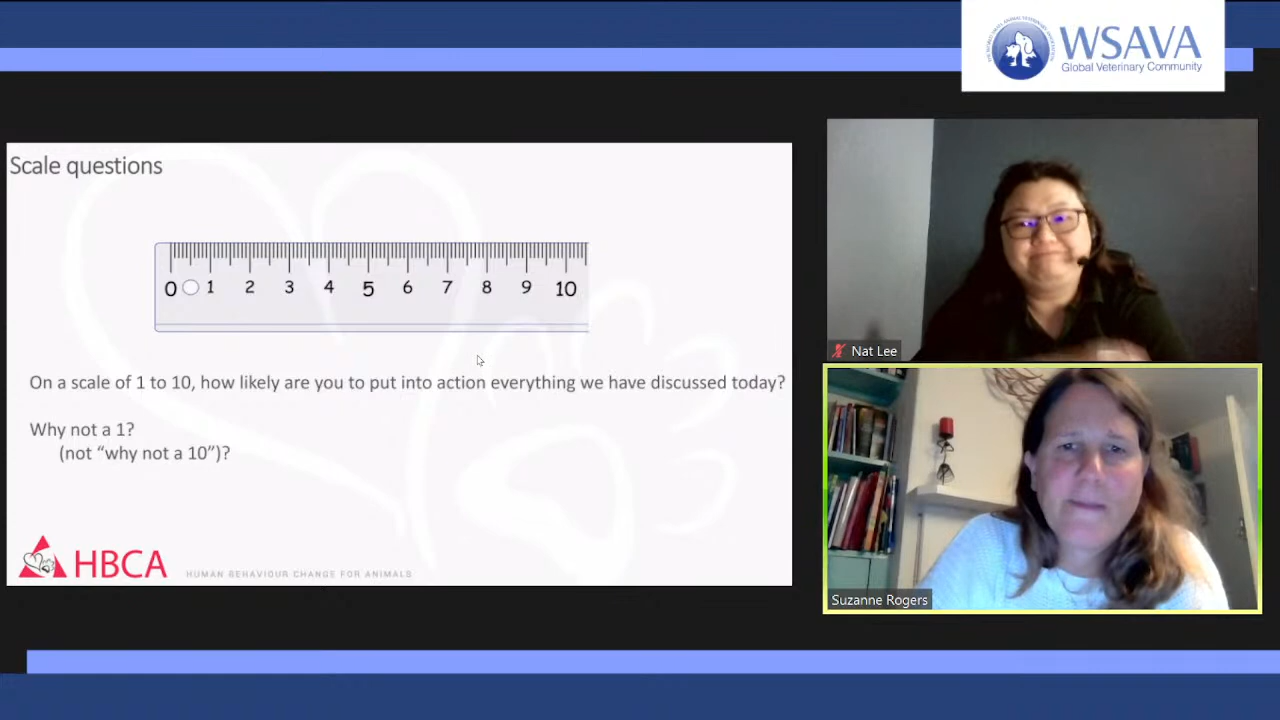 WSAVA
Global Veterinary Community
Scale questions
0 1 2 3 4 5 6 7 8 9 10
On a scale of 1 to 10, how likely are you to put into action everything we have discussed today?
Why not a 1?
(not “why not a 10”)?
HBCA
HUMAN BEHAVIOUR CHANGE FOR ANIMALS
Nat Lee
Suzanne Rogers